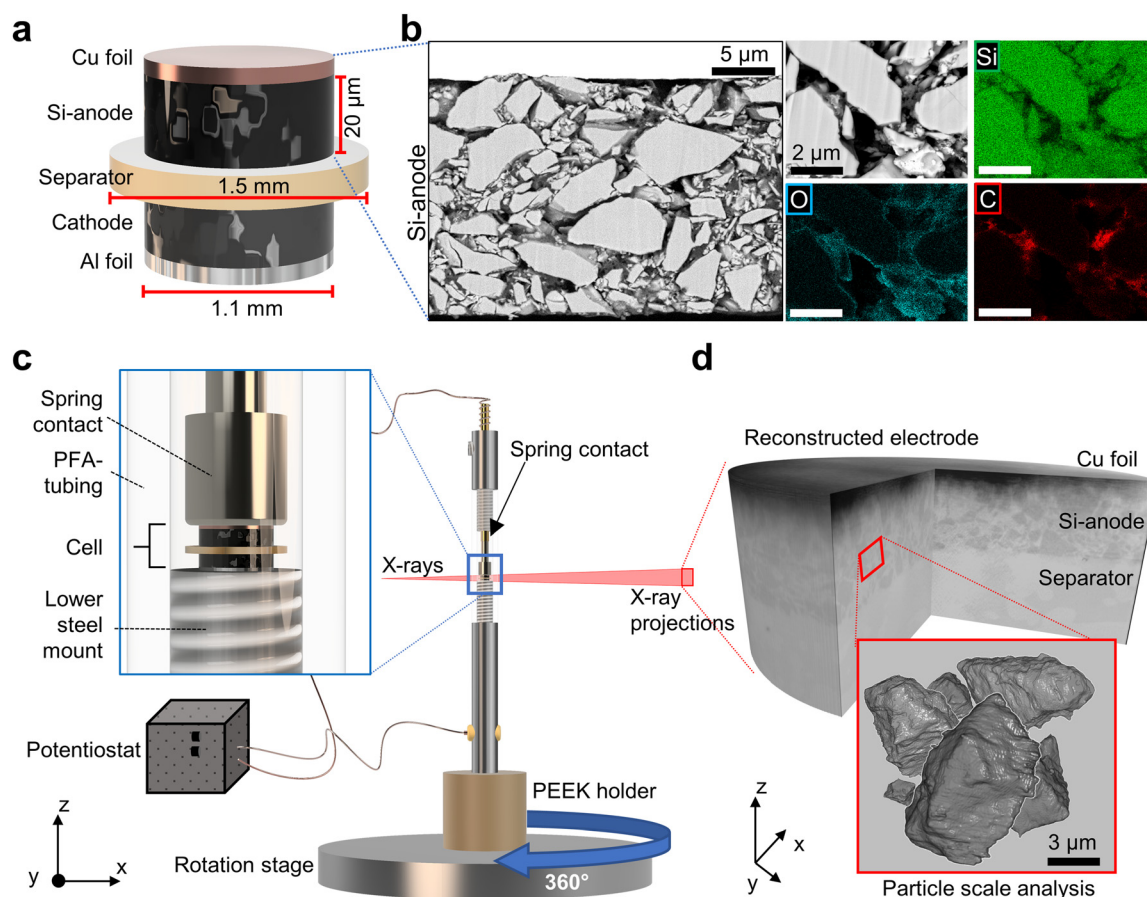 a
Cu foil
Si-anode
20 µm
Separator
1.5 mm
Cathode
Al foil
1.1 mm
b
Si-anode
5 µm
2 µm
Si
O
C
c
Spring
contact
PFA-
tubing
Cell
Lower
steel
mount
Spring contact
X-rays
X-ray
projections
Potentiostat
PEEK holder
Rotation stage
360°
z
y
x
d
Reconstructed electrode
Cu foil
Si-anode
Separator
3 µm
Particle scale analysis
z
x
y